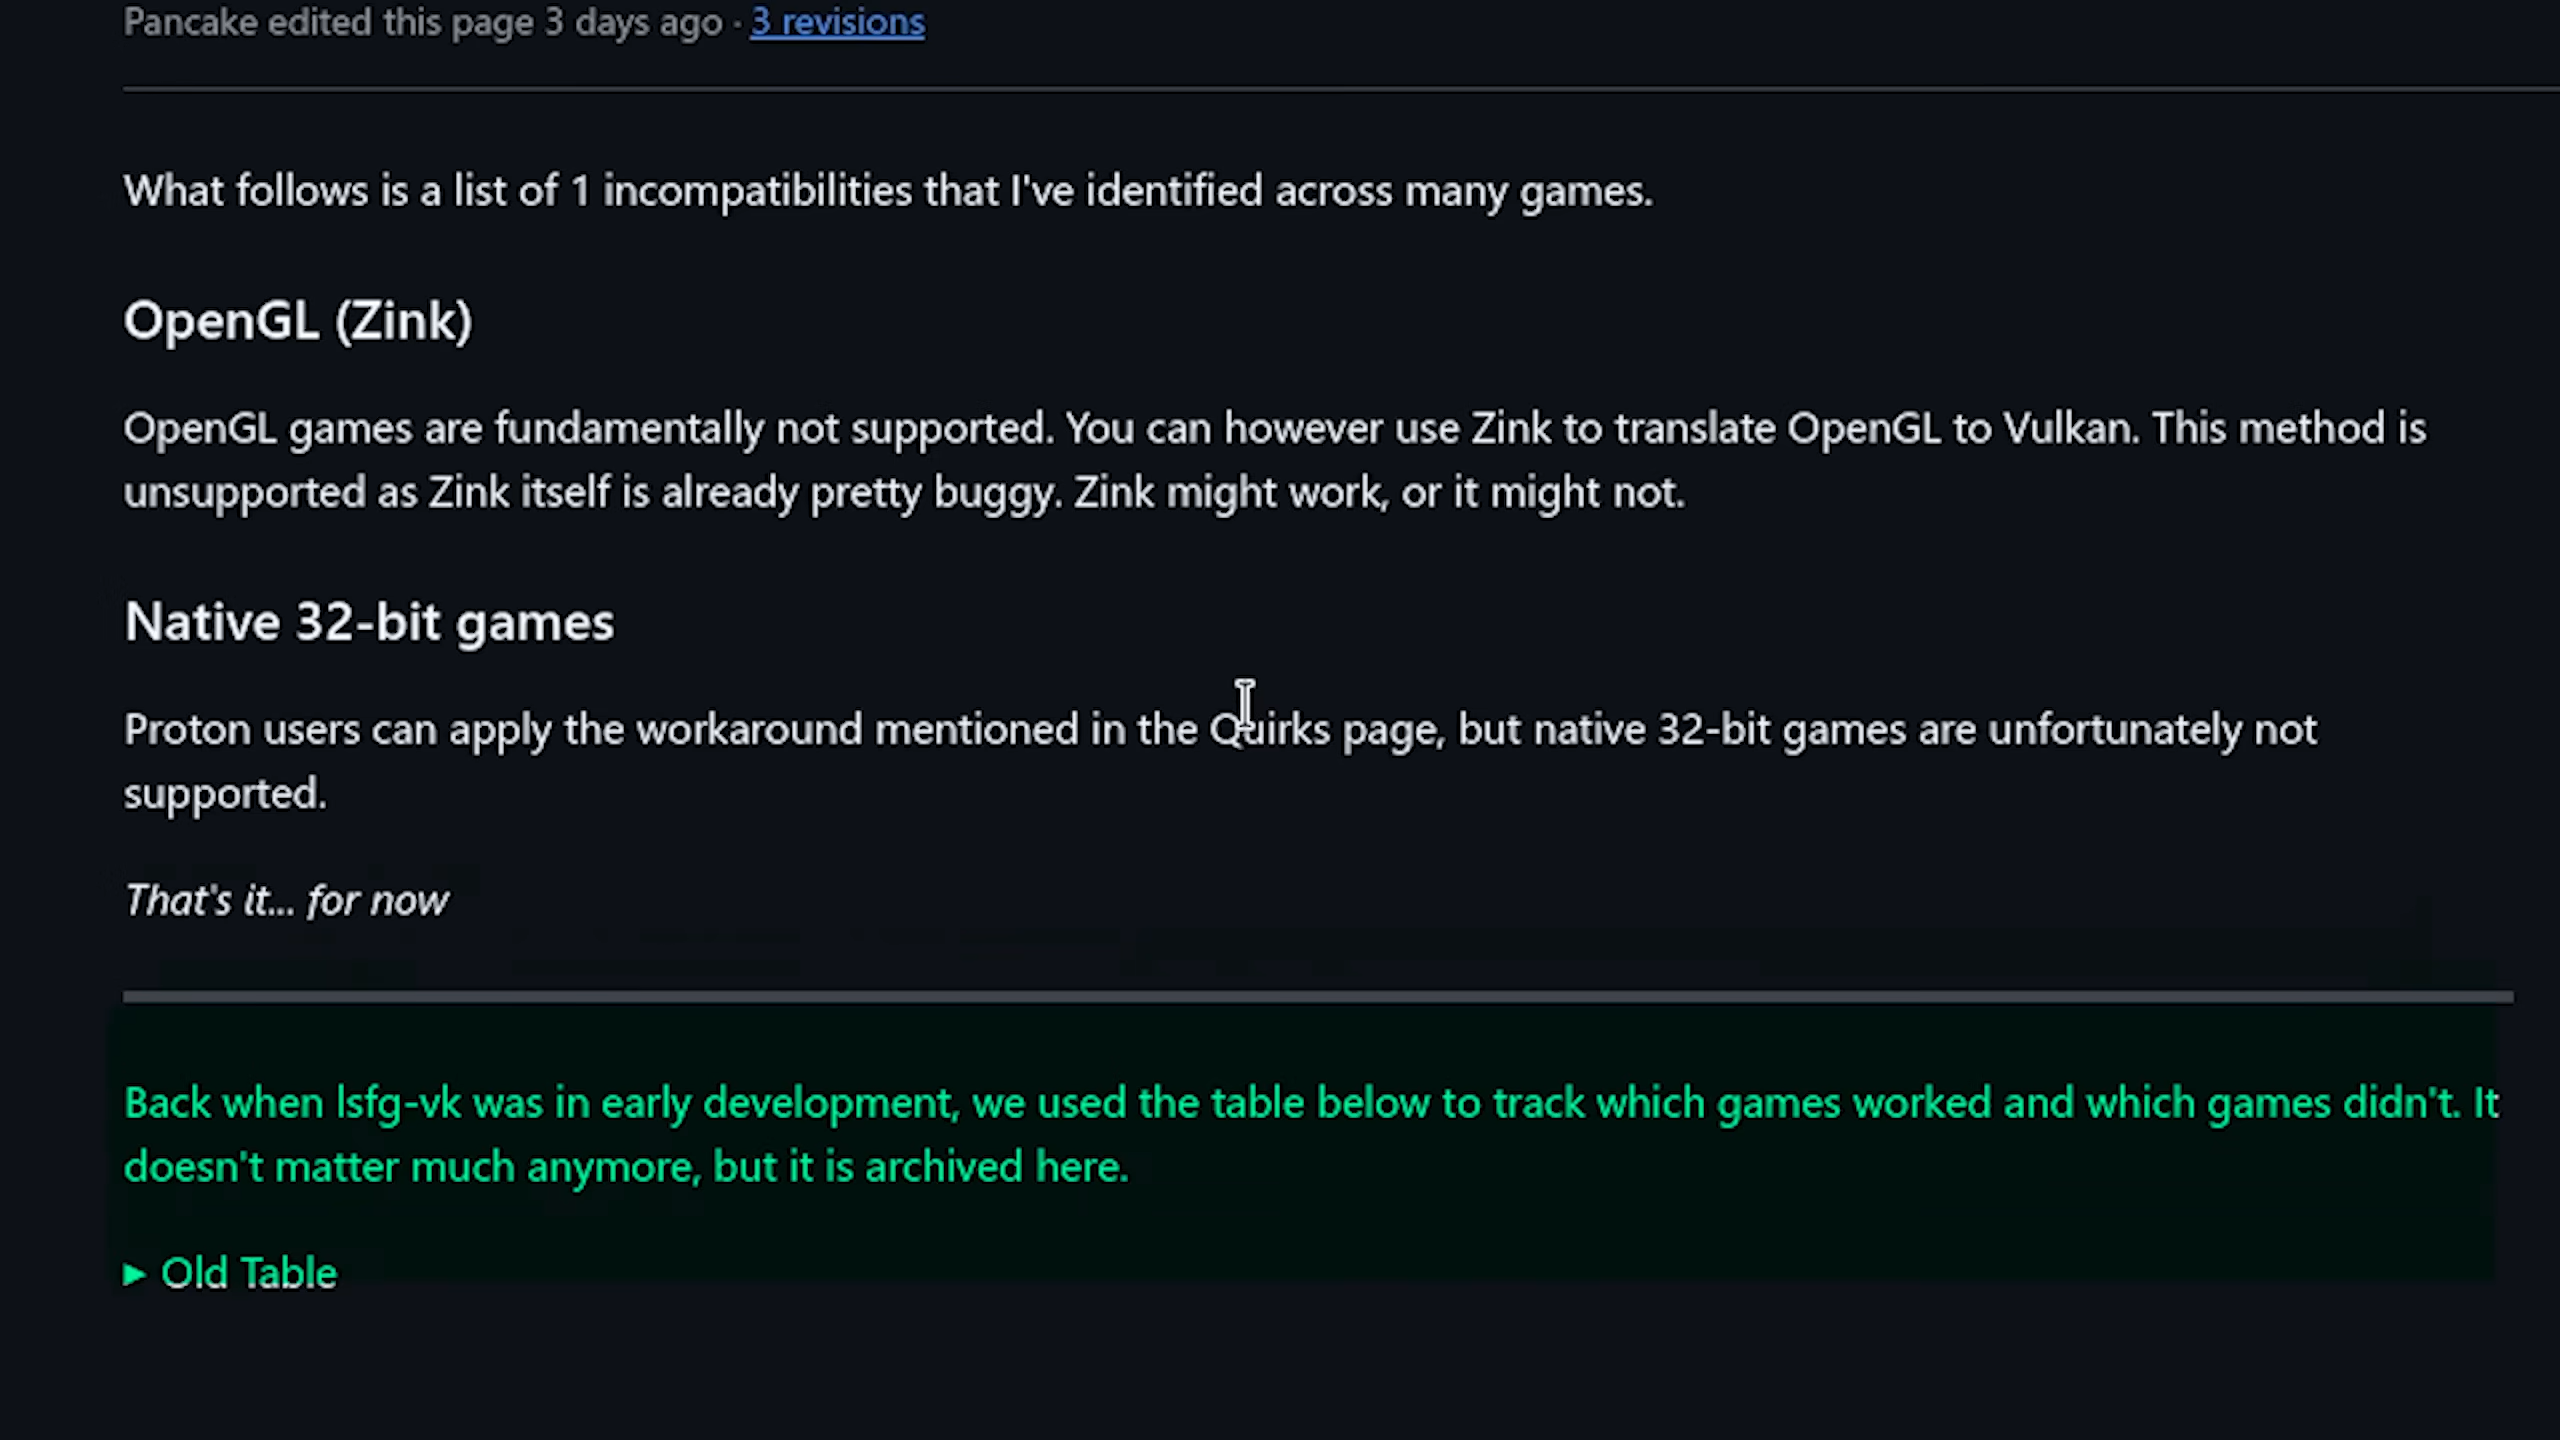 Pancake edited this page 3 days ago · 3 revisions
What follows is a list of 1 incompatibilities that I've identified across many games.
OpenGL (Zink)
OpenGL games are fundamentally not supported. You can however use Zink to translate OpenGL to Vulkan. This method is
unsupported as Zink itself is already pretty buggy. Zink might work, or it might not.
Native 32-bit games
Proton users can apply the workaround mentioned in the Quirks page, but native 32-bit games are unfortunately not
supported.
That's it... for now
Back when lsfg-vk was in early development, we used the table below to track which games worked and which games didn't. It
doesn't matter much anymore, but it is archived here.
▶ Old Table